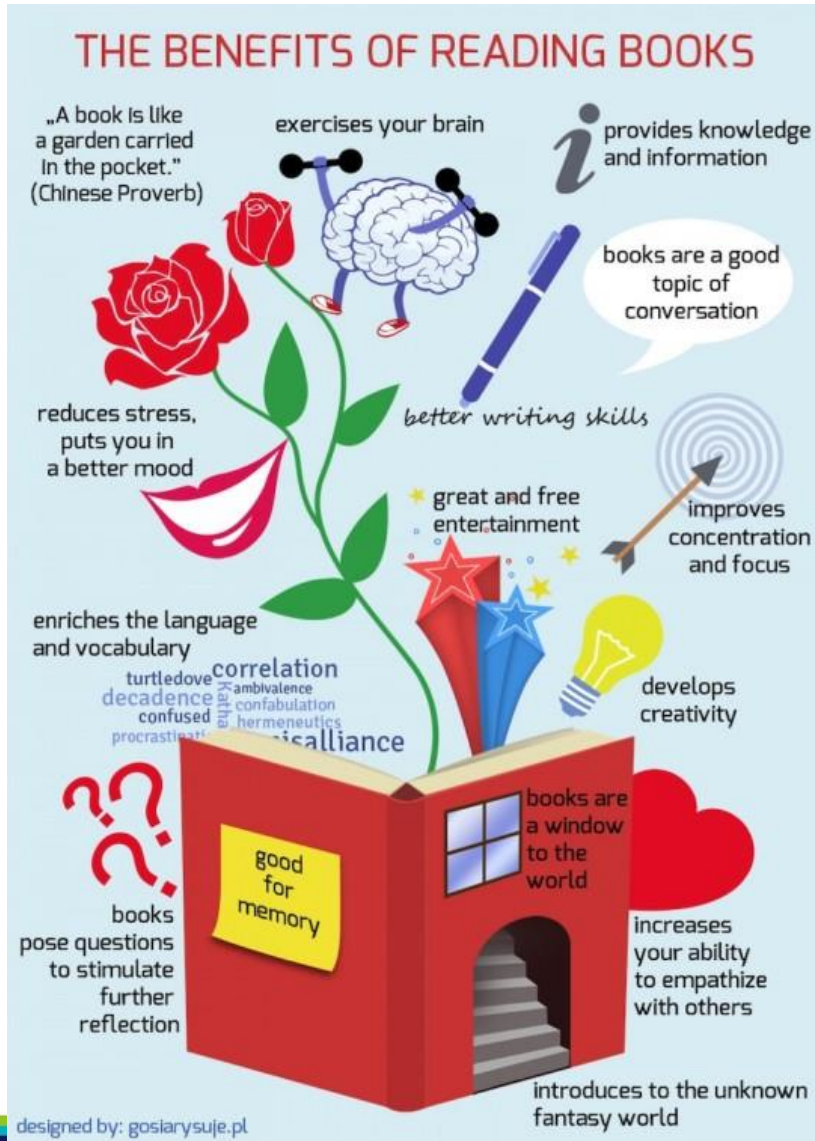 THE BENEFITS OF READING BOOKS
„A book is like
a garden carried
in the pocket.”
(Chinese Proverb)
exercises your brain
i
provides knowledge
and information
books are a good
topic of
conversation
reduces stress,
puts you in
a better mood
better writing skills
great and free
entertainment
improves
concentration
and focus
enriches the language
and vocabulary
turtledove
correlation
decadence
ambivalence
confabulation
confused
hermeneutics
develops
creativity
???
books
pose questions
to stimulate
further
reflection
good
for
memory
books are
a window
to the
world
increases
your ability
to empathize
with others
introduces to the unknown
fantasy world
designed by: gosiarysuje.pl